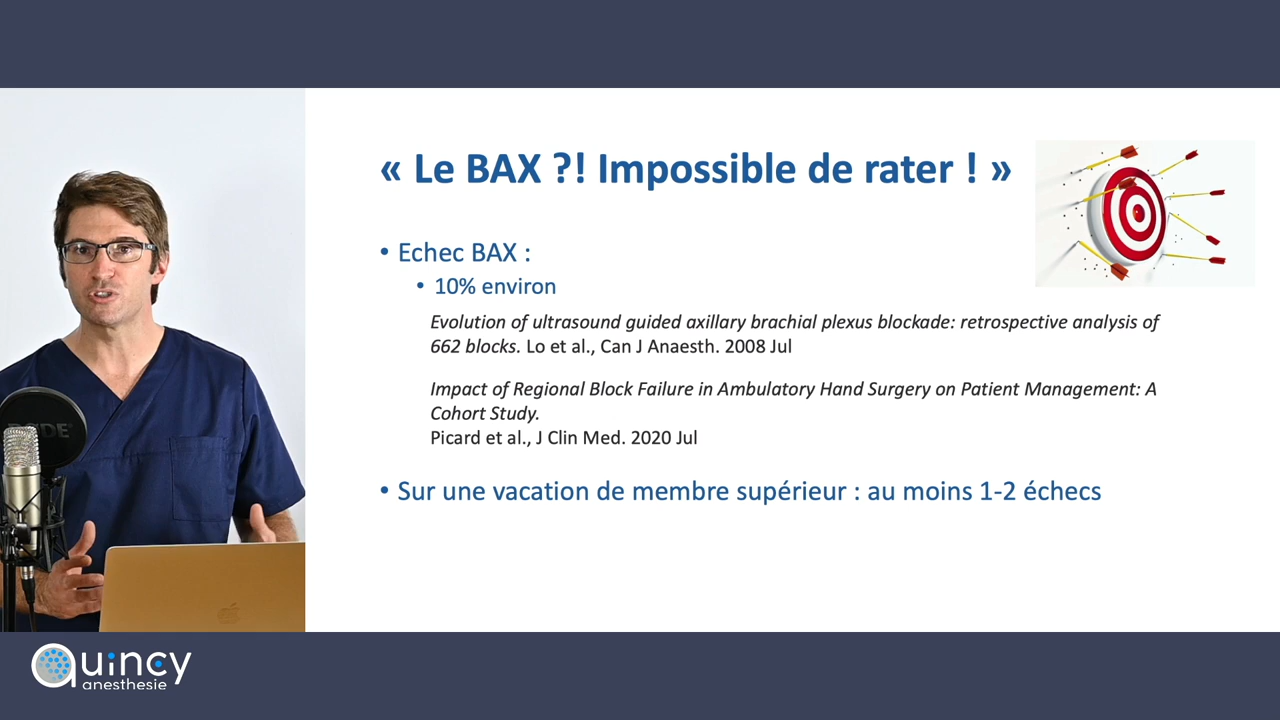 « Le BAX ?! Impossible de rater ! »
• Echec BAX :
• 10% environ
Evolution of ultrasound guided axillary brachial plexus blockade: retrospective analysis of
662 blocks. Lo et al., Can J Anaesth. 2008 Jul
Impact of Regional Block Failure in Ambulatory Hand Surgery on Patient Management: A
Cohort Study.
Picard et al., J Clin Med. 2020 Jul
• Sur une vacation de membre supérieur : au moins 1-2 échecs
Quincy
anesthesie